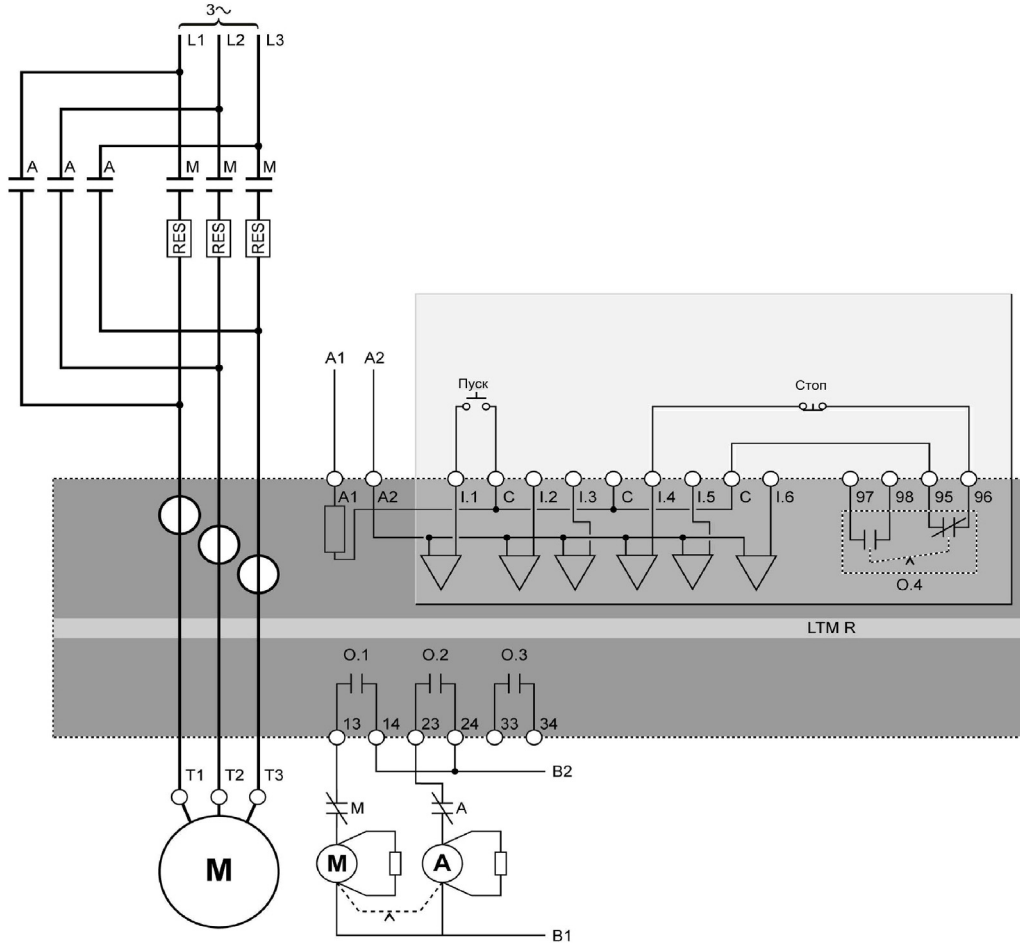 3~
L1 L2 L3
A A A M M M
RES RES RES
A1 A2
Пуск
Стоп
A1 A2 I.1 C I.2 I.3 C I.4 I.5 C I.6 97 98 95 96
O.4
LTM R
O.1 O.2 O.3
13 14 23 24 33 34
B2
T1 T2 T3
M A
M
M A
B1